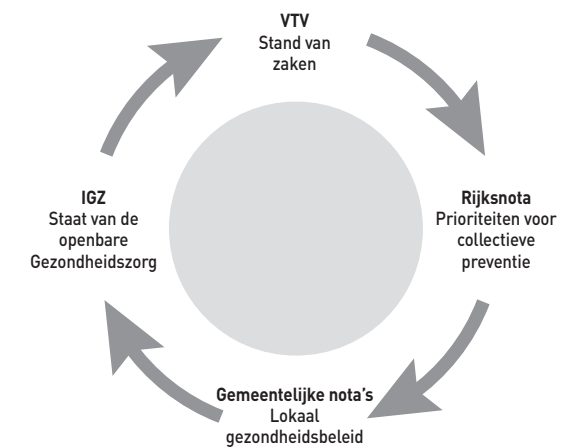 VTV
Stand van
zaken
Rijksnota
Prioriteiten voor
collectieve
preventie
Gemeentelijke nota's
Lokaal
gezondheidsbeleid
IGZ
Staat van de
openbare
Gezondheidszorg